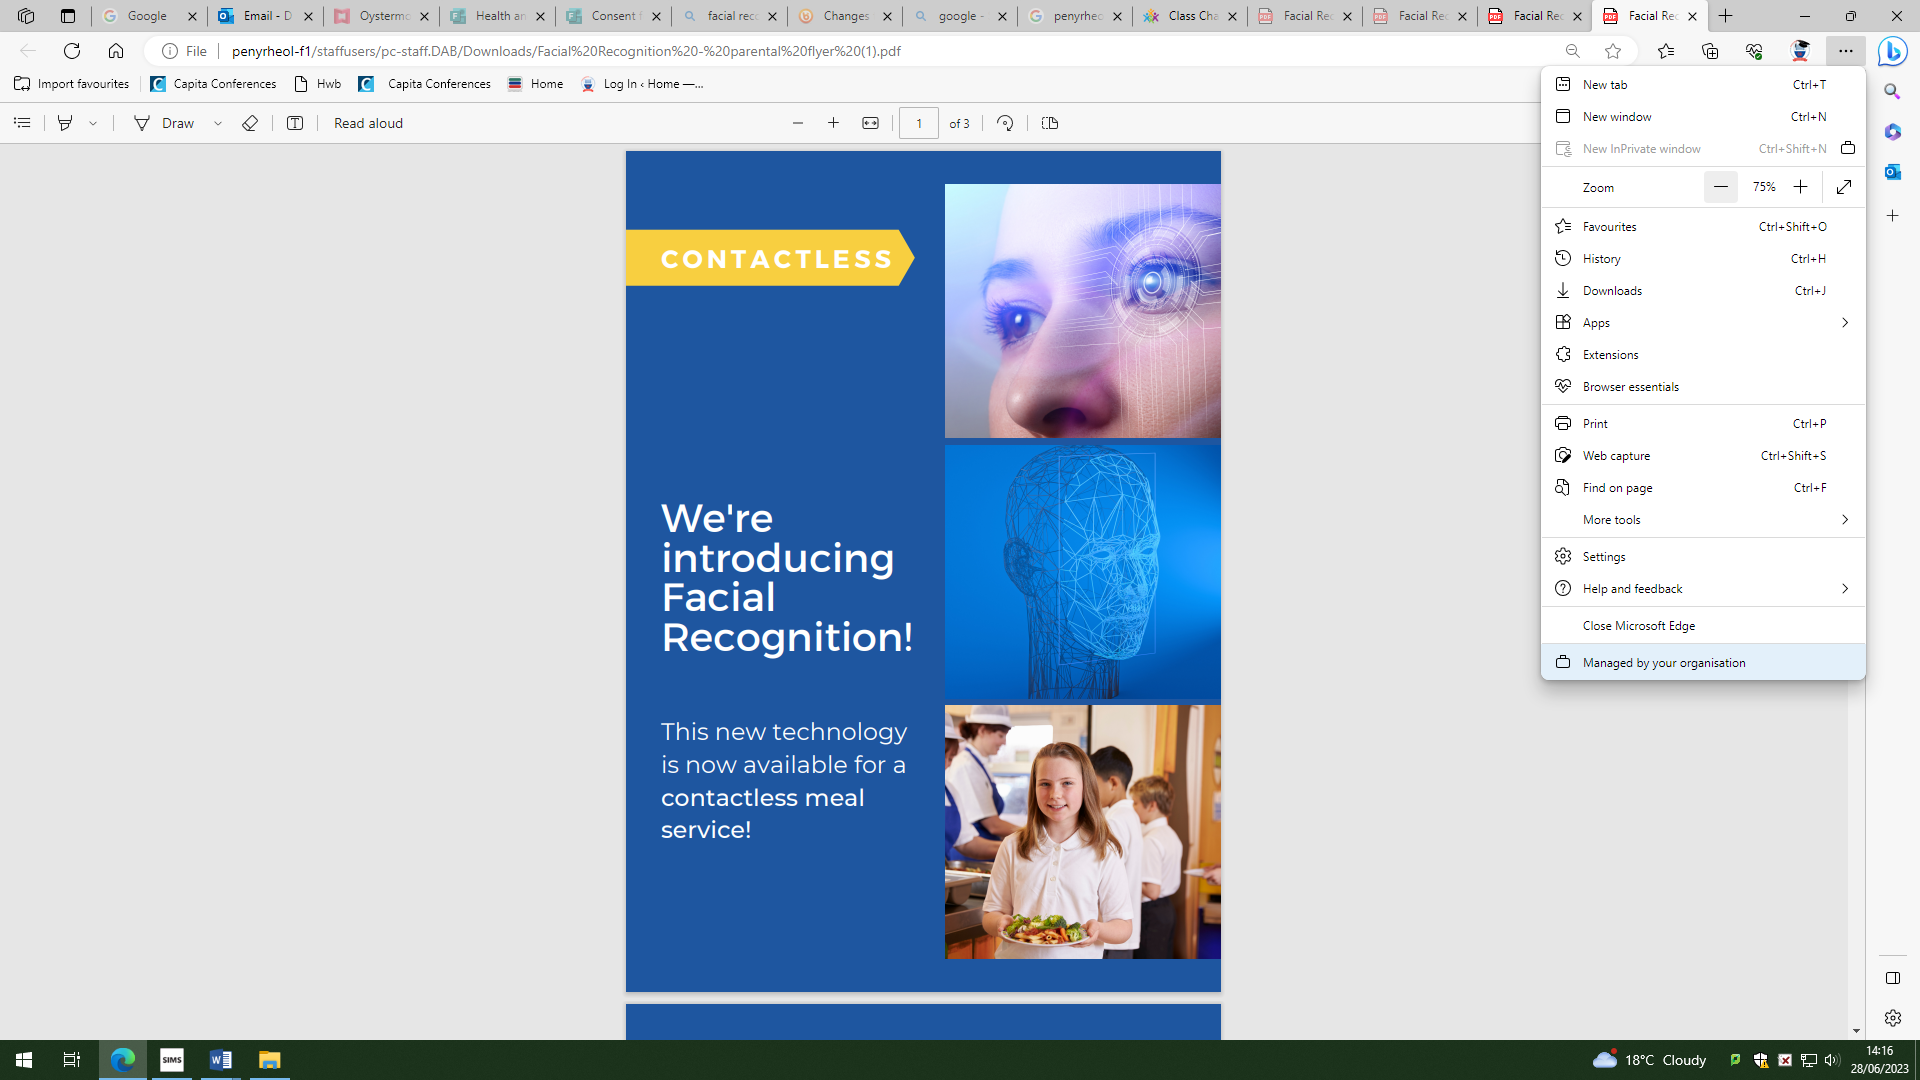 Google
Email - D
Oystermo
Health an
Consent f
facial reco
Changes
google -
penyrheo
Class Cha
Facial Rec
Facial Rec
Facial Rec
Facial Rec
File
penyrheol-f1/staffusers/pc-staff.DAB/Downloads/Facial%20Recognition%20-%20parental%20flyer%20(1).pdf
Import favourites
Capita Conferences
Hwb
Capita Conferences
Home
Log In ‹ Home —...
Draw
Read aloud
1
of 3
New tab Ctrl+T
New window Ctrl+N
New InPrivate window Ctrl+Shift+N
Zoom 75%
Favourites Ctrl+Shift+O
History Ctrl+H
Downloads Ctrl+J
Apps
Extensions
Browser essentials
Print Ctrl+P
Web capture Ctrl+Shift+S
Find on page Ctrl+F
More tools
Settings
Help and feedback
Close Microsoft Edge
Managed by your organisation
CONTACTLESS
We're
introducing
Facial
Recognition!
This new technology
is now available for a
contactless meal
service!
SIMS
18°C Cloudy
14:16
28/06/2023